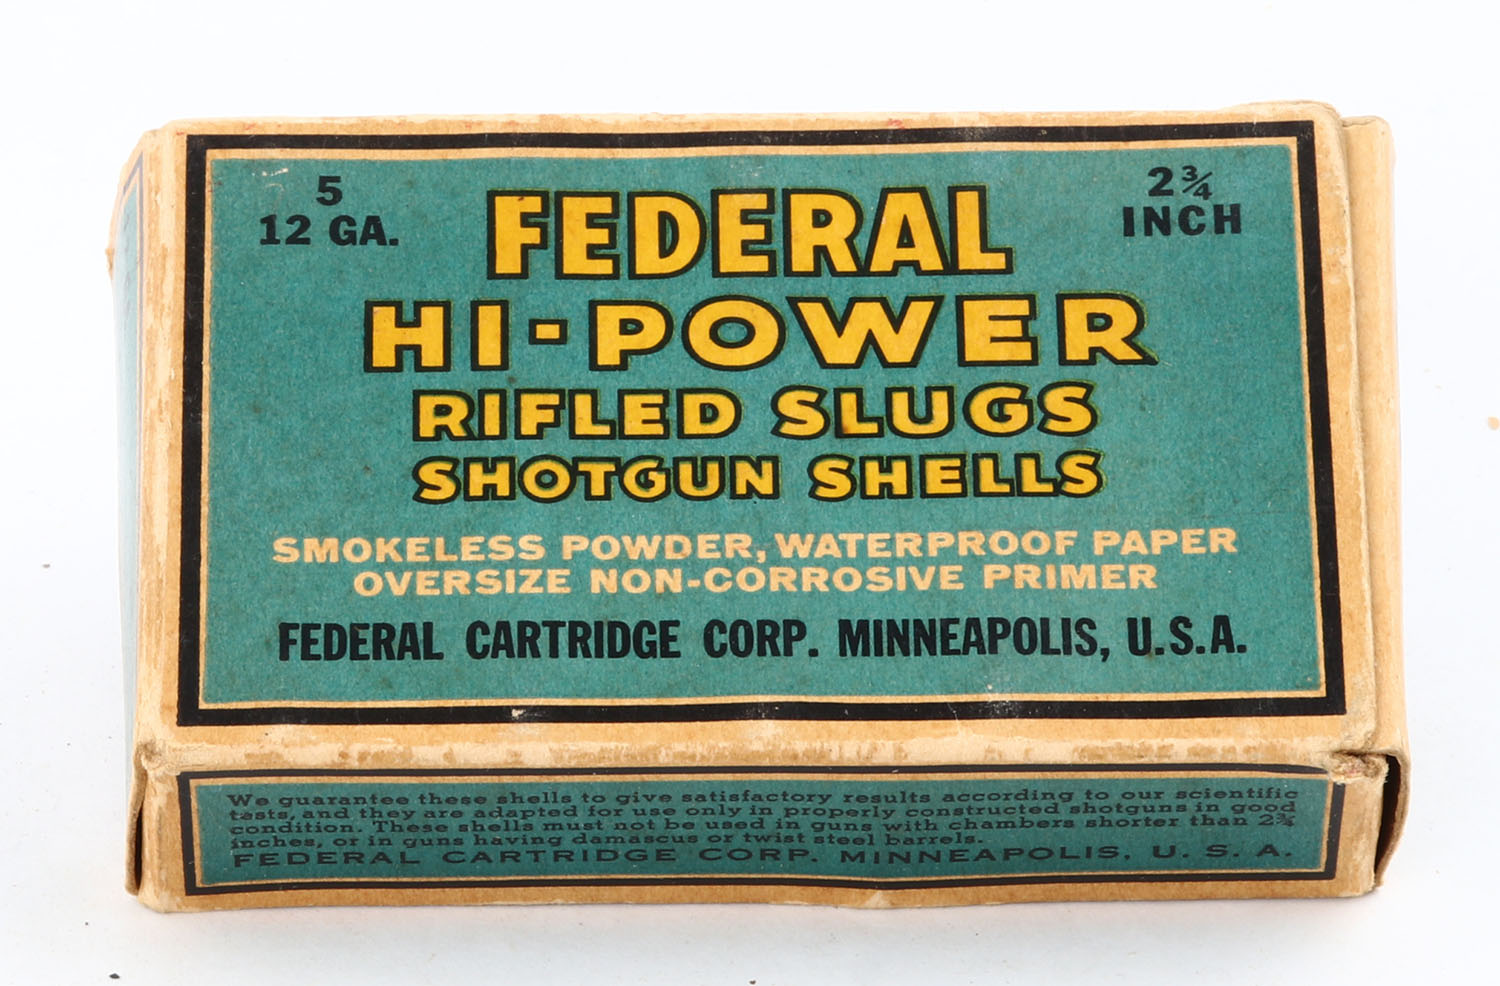 5
12 GA.
2 3/4
INCH
FEDERAL
HI-POWER
RIFLED SLUGS
SHOTGUN SHELLS
SMOKELESS POWDER, WATERPROOF PAPER
OVERSIZE NON-CORROSIVE PRIMER
FEDERAL CARTRIDGE CORP. MINNEAPOLIS, U.S.A.
We guarantee these shells to give satisfactory results according to our scientific
tests, and they are adapted for use only in properly constructed shotguns in good
condition. These shells must not be used in guns with chambers shorter than 2¾
inches, or in guns having damascus or twist steel barrels.
FEDERAL CARTRIDGE CORP. MINNEAPOLIS, U. S. A.